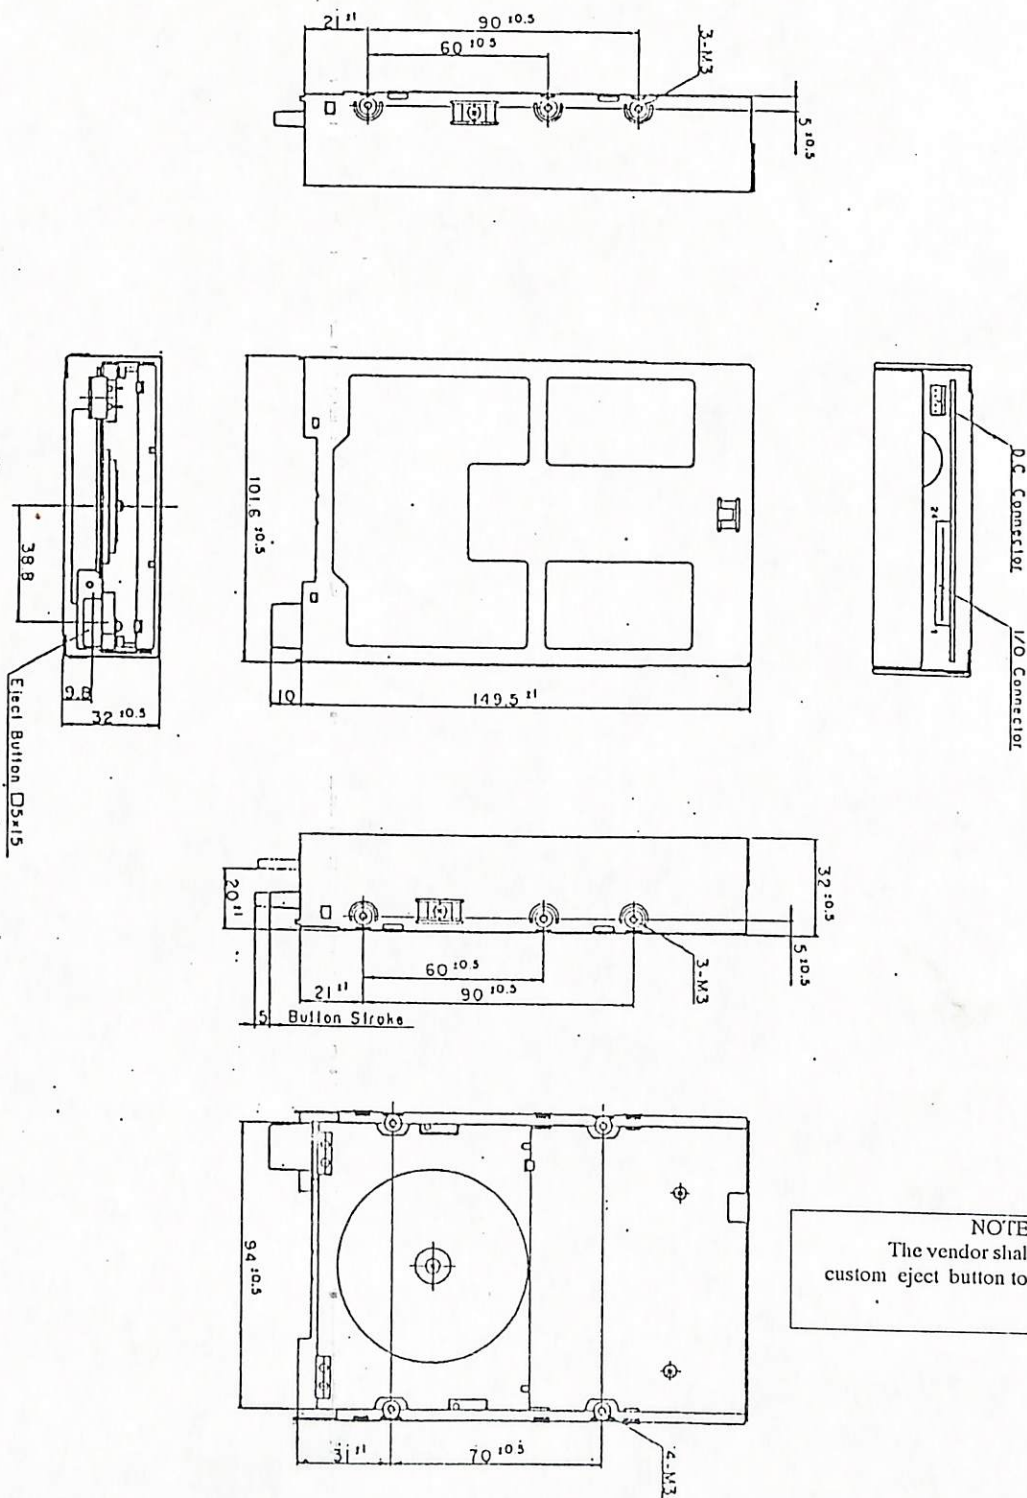 21 ±1
90 ±0.5
60 ±0.5
3-M3
5 ±0.5
D.C Connector
I/O Connector
101.6 ±0.5
38.8
9.8
32 ±0.5
Eject Button □5x15
10
149.5 ±1
32 ±0.5
5 ±0.5
20 ±1
60 ±0.5
3-M3
21 ±1
90 ±0.5
5
Button Stroke
94 ±0.5
NOTE
The vendor shal
custom eject button to
31 ±1
70 ±0.5
4-M3